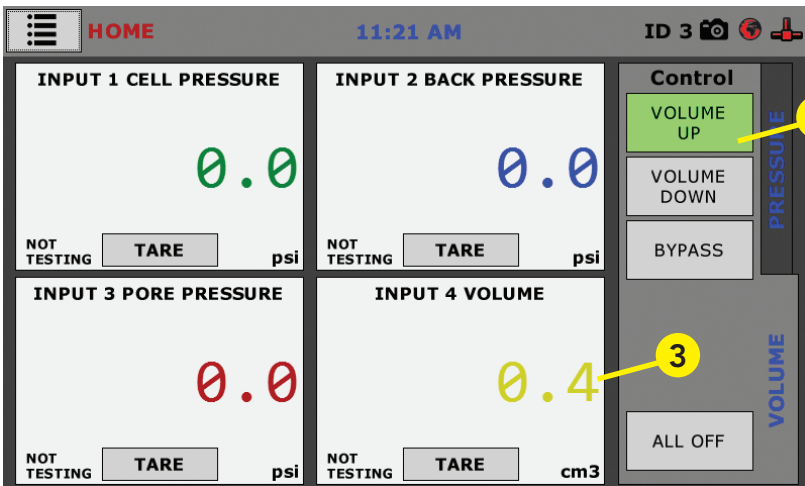 HOME
11:21 AM
ID 3
INPUT 1 CELL PRESSURE
0.0
NOT
TESTING
TARE
psi
INPUT 2 BACK PRESSURE
0.0
NOT
TESTING
TARE
psi
INPUT 3 PORE PRESSURE
0.0
NOT
TESTING
TARE
psi
INPUT 4 VOLUME
0.4
NOT
TESTING
TARE
cm3
3
Control
VOLUME
UP
VOLUME
DOWN
BYPASS
ALL OFF
PRESSURE
VOLUME